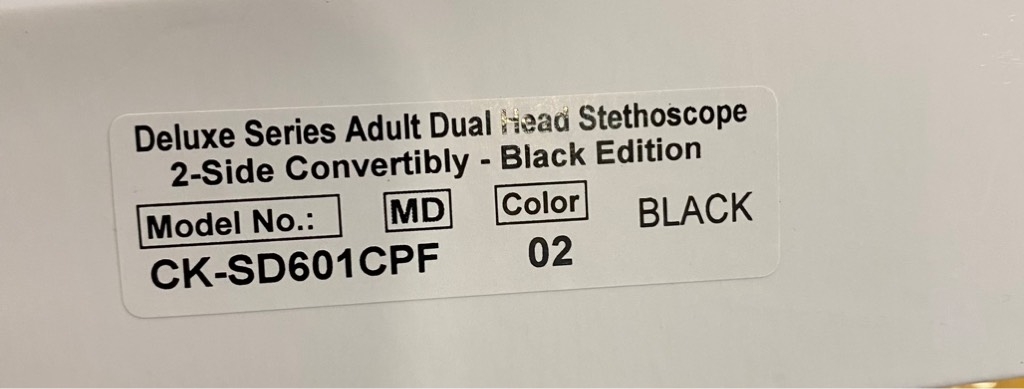 Deluxe Series Adult Dual Head Stethoscope
2-Side Convertibly - Black Edition
Model No.: MD Color BLACK
CK-SD601CPF 02